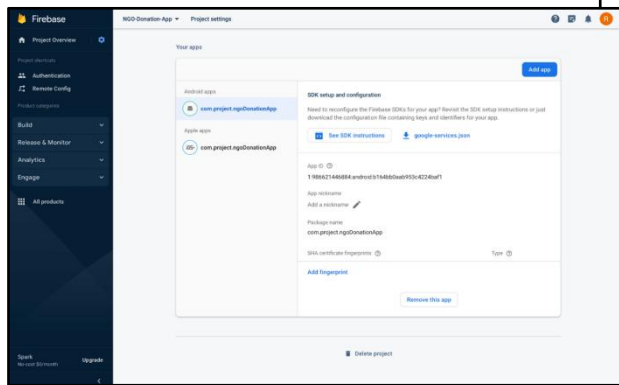 Firebase
NGO-Donation-App
Project settings
R
Project Overview
Project shortcuts
Authentication
Remote Config
Product categories
Build
Release & Monitor
Analytics
Engage
All products
Spark
No-cost $0/month
Upgrade
Your apps
Add app
Android apps
com.project.ngoDonationApp
Apple apps
iOS+
com.project.ngoDonationApp
SDK setup and configuration
Need to reconfigure the Firebase SDKs for your app? Revisit the SDK setup instructions or just
download the configuration file containing keys and identifiers for your app.
See SDK instructions
google-services.json
App ID
App nickname
Add a nickname
Package name
com.project.ngoDonationApp
SHA certificate fingerprints
Type
Add fingerprint
Remove this app
Delete project